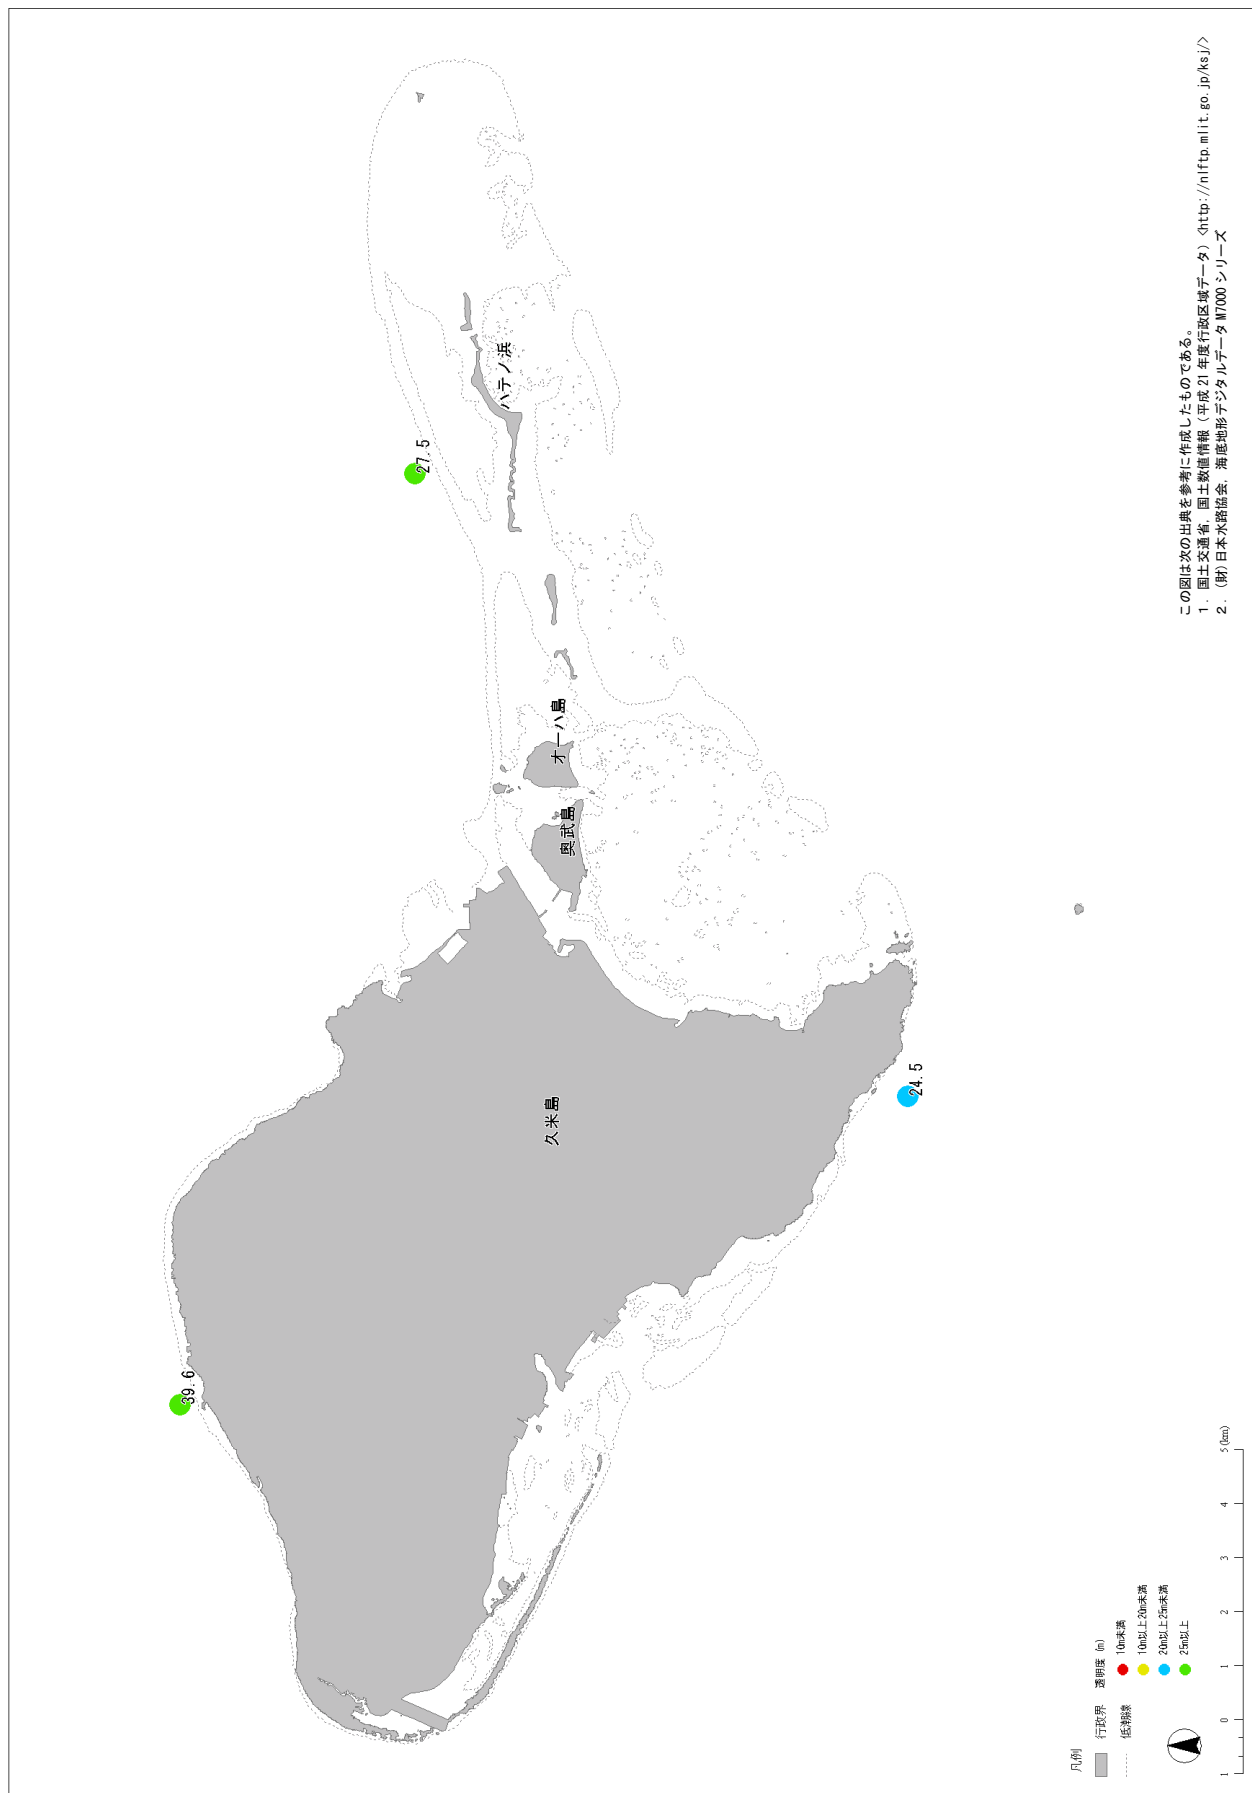 39.6
27.5
24.5
久米島
奥武島
オーハ島
ハテノ浜
凡例
行政界
低潮線
透明度 (m)
10m未満
10m以上20m未満
20m以上25m未満
25m以上
1 0 1 2 3 4 5(km)
この図は次の出典を参考に作成したものである。
1．国土交通省，国土数値情報（平成21年度行政区域データ）<http://nlftp.mlit.go.jp/ksj/>
2．(財)日本水路協会，海底地形デジタルデータ M7000 シリーズ